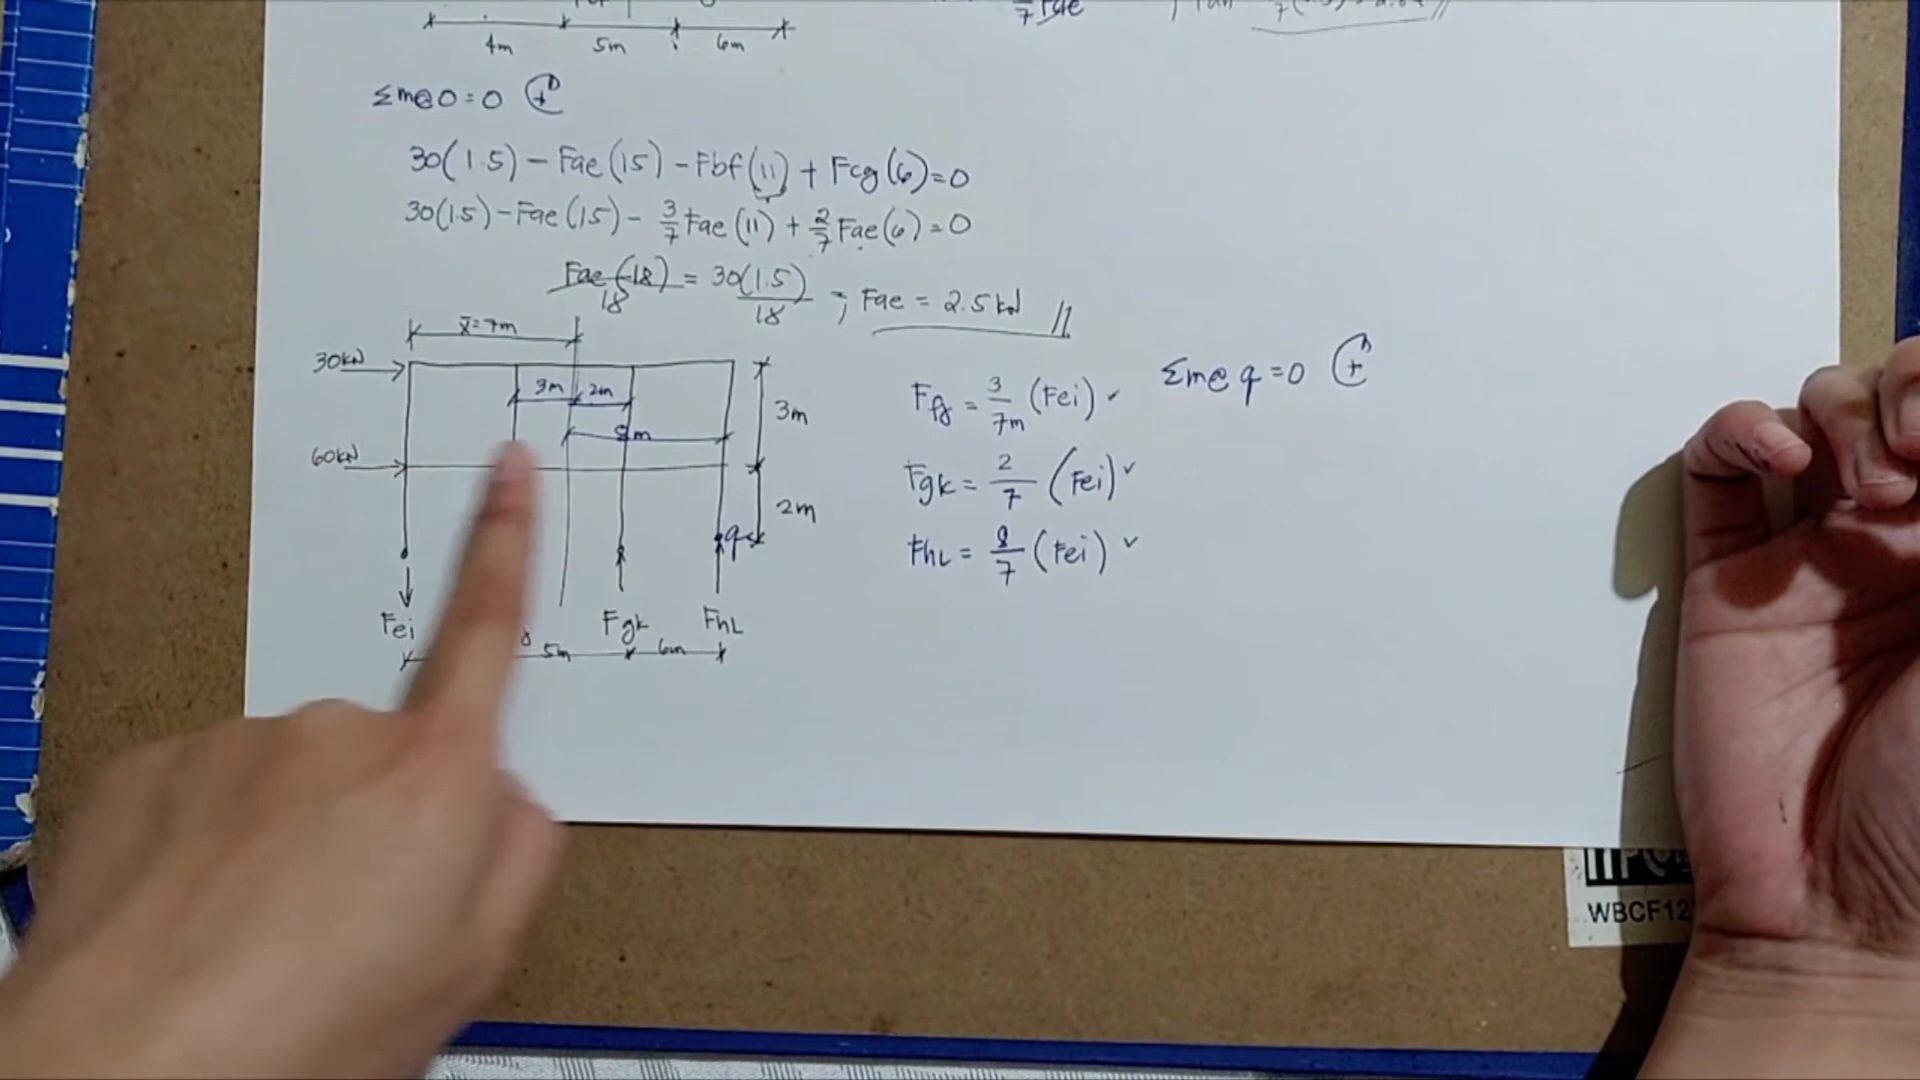 4m 5m 6m
Σm@O=0 +
30(1.5) - Fae(15) - Fbf(11) + Fcg(6)=0
30(1.5) - Fae(15) - 3/7 Fae(11) + 2/7 Fae(6) = 0
Fae(18)/18 = 30(1.5)/18 ; Fae = 2.5kN //
x̄=7m
30kN
3m 2m
3m
8m
60kN
2m
q
Fei Fgk FhL
5m 6m
Ffj = 3/7m (Fei) ✓
Fgk = 2/7 (Fei) ✓
FhL = 8/7 (Fei) ✓
Σm@q=0 +
WBCF12